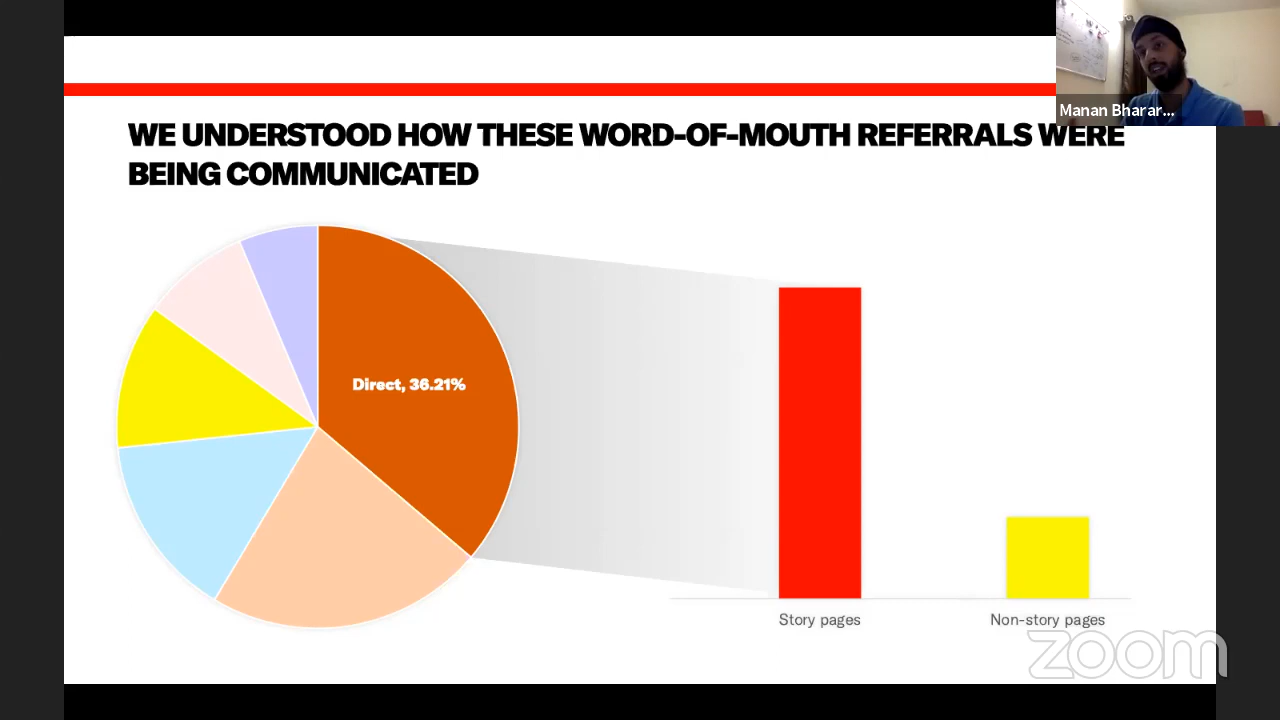 Manan Bharar...
WE UNDERSTOOD HOW THESE WORD-OF-MOUTH REFERRALS WERE
BEING COMMUNICATED
Direct, 36.21%
Story pages
Non-story pages
zoom